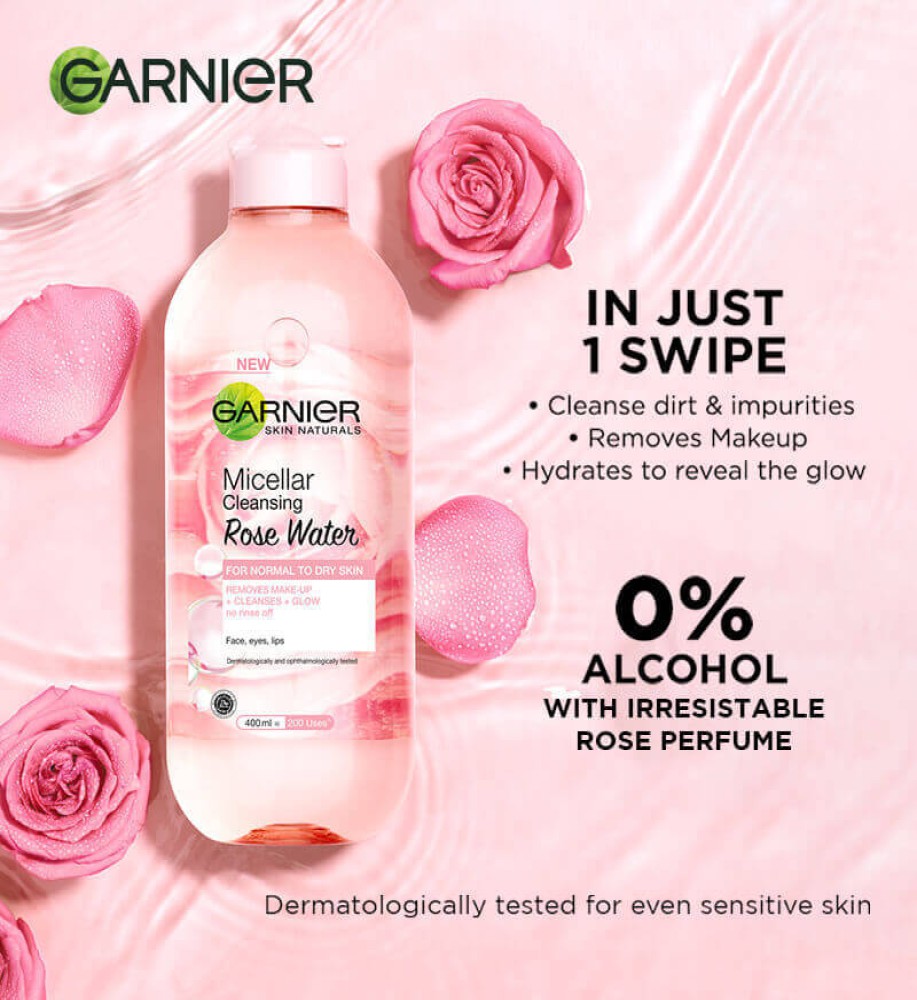 GARNIER
NEW
GARNIER
SKIN NATURALS
Micellar
Cleansing
Rose Water
FOR NORMAL TO DRY SKIN
REMOVES MAKE-UP
+ CLEANSES + GLOW
no rinse off
Face, eyes, lips
Dermatologically and ophthalmologically tested
400 ml = 200 Uses*
IN JUST
1 SWIPE
• Cleanse dirt & impurities
• Removes Makeup
• Hydrates to reveal the glow
0%
ALCOHOL
WITH IRRESISTABLE
ROSE PERFUME
Dermatologically tested for even sensitive skin